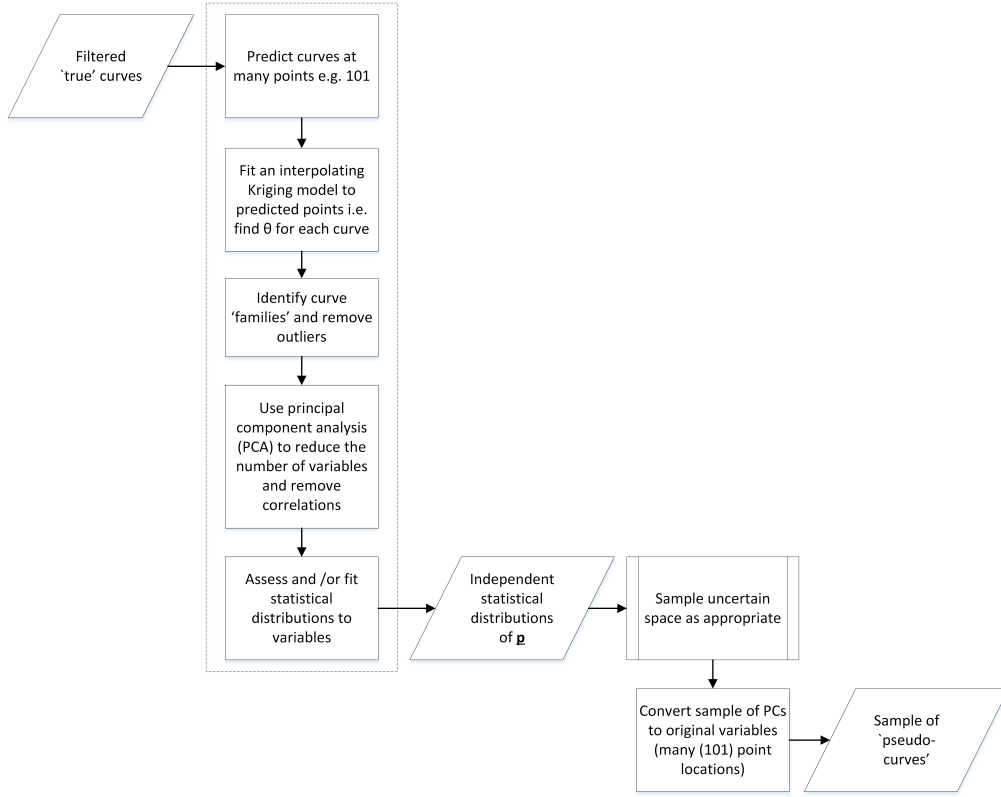 Filtered
`true' curves
Predict curves at
many points e.g. 101
Fit an interpolating
Kriging model to
predicted points i.e.
find θ for each curve
Identify curve
‘families’ and remove
outliers
Use principal
component analysis
(PCA) to reduce the
number of variables
and remove
correlations
Assess and /or fit
statistical
distributions to
variables
Independent
statistical
distributions
of p
Sample uncertain
space as appropriate
Convert sample of PCs
to original variables
(many (101) point
locations)
Sample of
`pseudo-
curves’